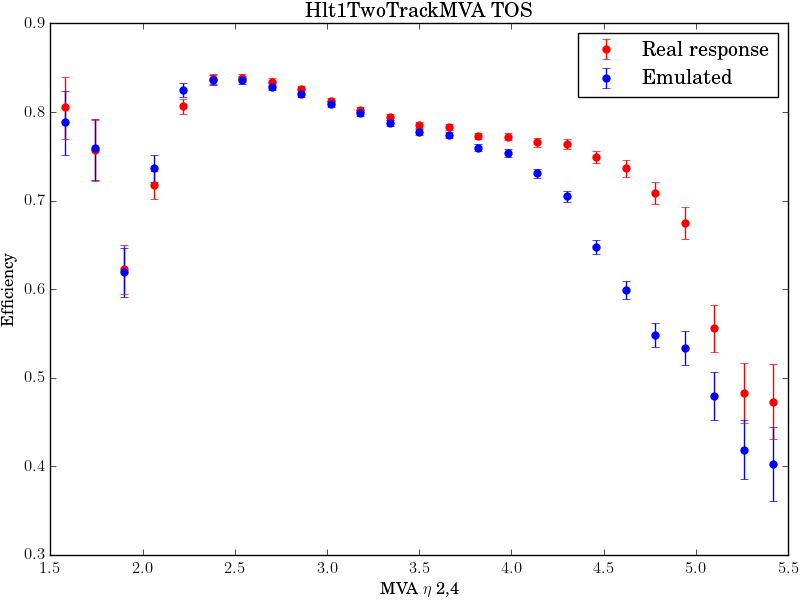 Hlt1TwoTrackMVA TOS
Real response
Emulated
Efficiency
0.9
0.8
0.7
0.6
0.5
0.4
0.3
1.5 2.0 2.5 3.0 3.5 4.0 4.5 5.0 5.5
MVA η 2,4